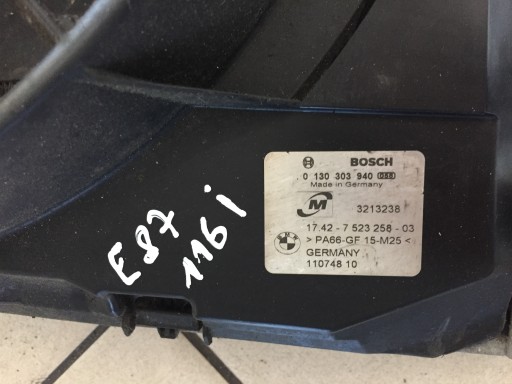 E87
116i
BOSCH
0 130 303 940
Made in Germany
M
3213238
17.42-7 523 258-03
> PA66-GF 15-M25 <
GERMANY
110748 10